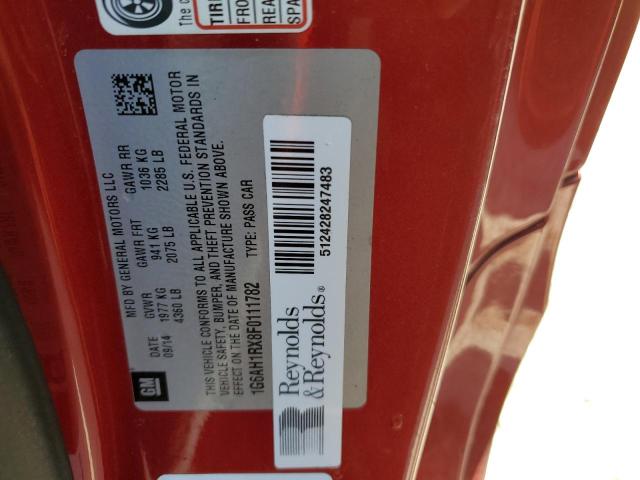 The c
TIRE
FRO
REA
SPA
MFD BY GENERAL MOTORS LLC
DATE GVWR GAWR FRT GAWR RR
09/14 1977 KG 941 KG 1036 KG
4360 LB 2075 LB 2285 LB
THIS VEHICLE CONFORMS TO ALL APPLICABLE U.S. FEDERAL MOTOR
VEHICLE SAFETY, BUMPER, AND THEFT PREVENTION STANDARDS IN
EFFECT ON THE DATE OF MANUFACTURE SHOWN ABOVE.
1G6AH1RX8F0111782 TYPE: PASS CAR
GM
Reynolds
& Reynolds®
512428247483